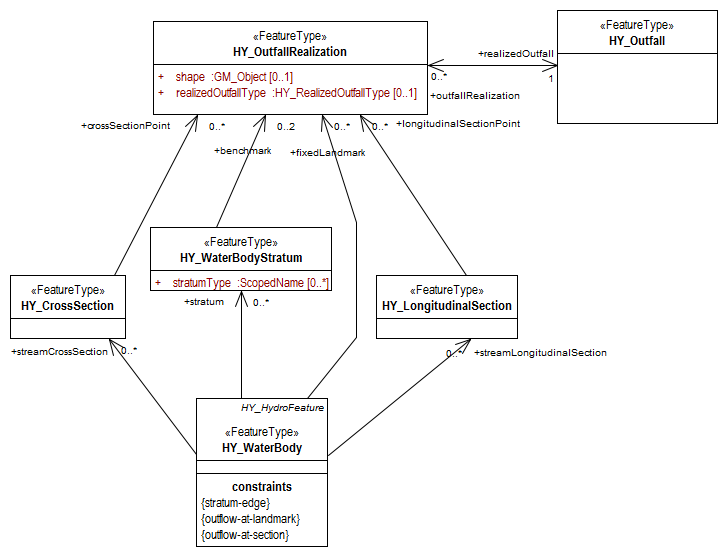 «FeatureType»
HY_OutfallRealization
+ shape :GM_Object [0..1]
+ realizedOutfallType :HY_RealizedOutfallType [0..1]
«FeatureType»
HY_Outfall
+realizedOutfall
0..*
1
+outfallRealization
+crossSectionPoint
0..*
0..2
0..*
0..*
+longitudinalSectionPoint
+benchmark
+fixedLandmark
«FeatureType»
HY_WaterBodyStratum
+ stratumType :ScopedName [0..*]
«FeatureType»
HY_CrossSection
«FeatureType»
HY_LongitudinalSection
+stratum
0..*
+streamCrossSection
0..*
0..*
+streamLongitudinalSection
HY_HydroFeature
«FeatureType»
HY_WaterBody
constraints
{stratum-edge}
{outflow-at-landmark}
{outflow-at-section}